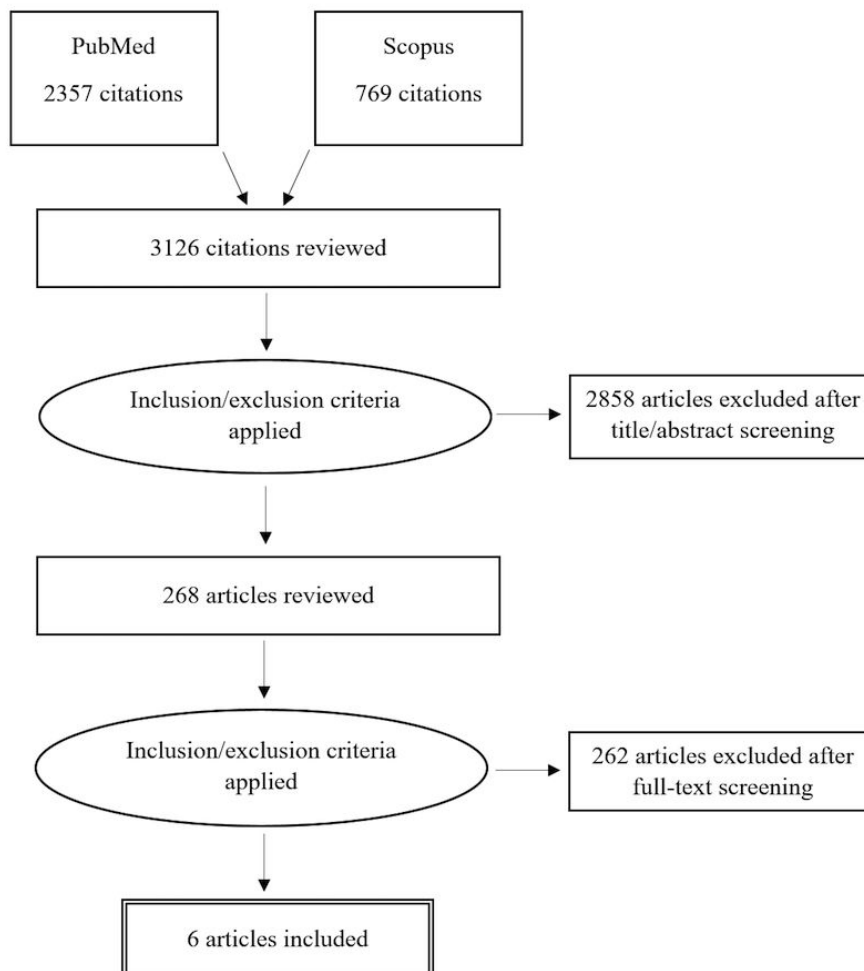 PubMed
2357 citations
Scopus
769 citations
3126 citations reviewed
Inclusion/exclusion criteria
applied
2858 articles excluded after
title/abstract screening
268 articles reviewed
Inclusion/exclusion criteria
applied
262 articles excluded after
full-text screening
6 articles included